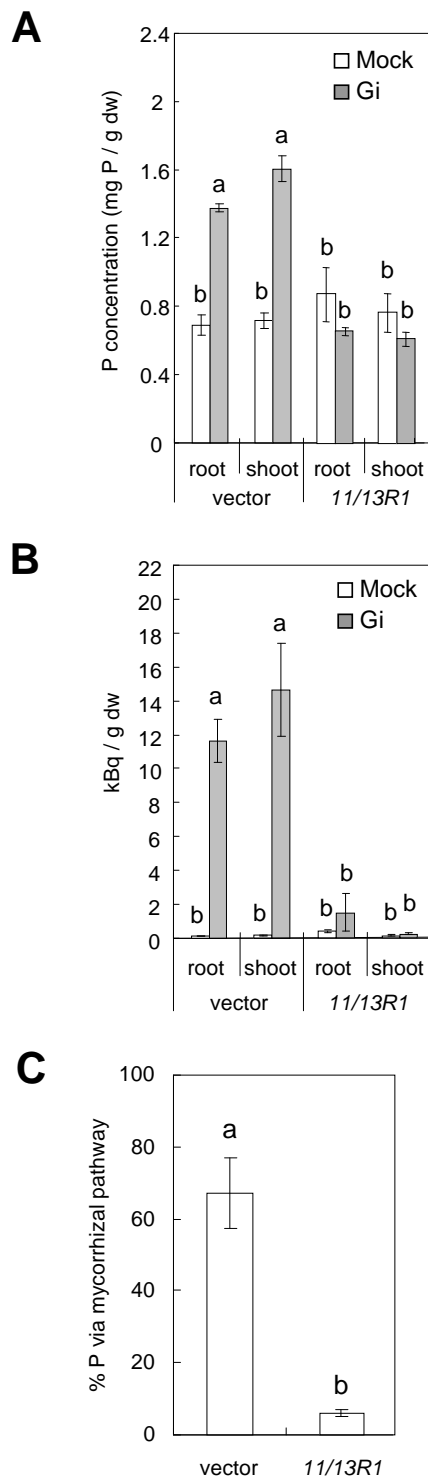 A
P concentration (mg P / g dw)
2.4
2
1.6
1.2
0.8
0.4
0
Mock
Gi
b
a
b
a
b
b
b
b
root shoot root shoot
vector 11/13R1
B
kBq / g dw
22
20
18
16
14
12
10
8
6
4
2
0
Mock
Gi
b
a
b
a
b
b
b b
root shoot root shoot
vector 11/13R1
C
% P via mycorrhizal pathway
100
80
60
40
20
0
a
b
vector 11/13R1